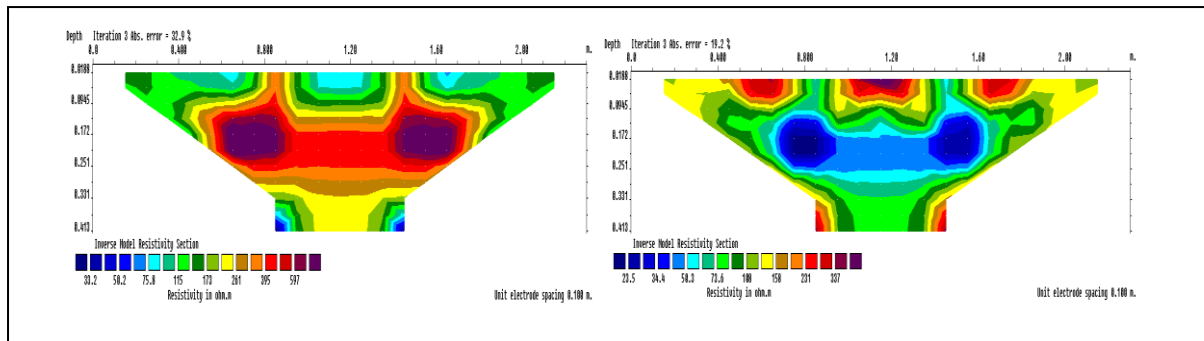 Depth Iteration 3 Abs. error = 32.9 %
0.0 0.400 0.800 1.20 1.60 2.00 m.
0.0188
0.0945
0.172
0.251
0.331
0.413
Inverse Model Resistivity Section
33.2 50.2 75.8 115 173 261 395 597
Resistivity in ohm.m
Unit electrode spacing 0.100 m.
Depth Iteration 3 Abs. error = 19.2 %
0.0 0.400 0.800 1.20 1.60 2.00 m.
0.0188
0.0945
0.172
0.251
0.331
0.413
Inverse Model Resistivity Section
23.5 34.4 50.3 73.6 108 158 231 337
Resistivity in ohm.m
Unit electrode spacing 0.100 m.